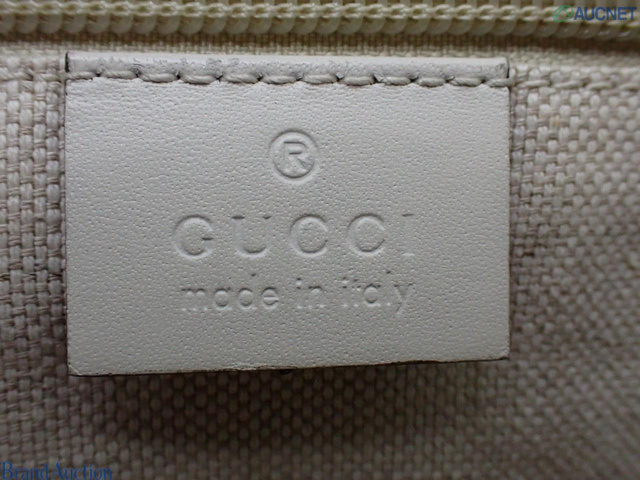 AUCNET
®
GUCCI
made in italy
Brand Auction